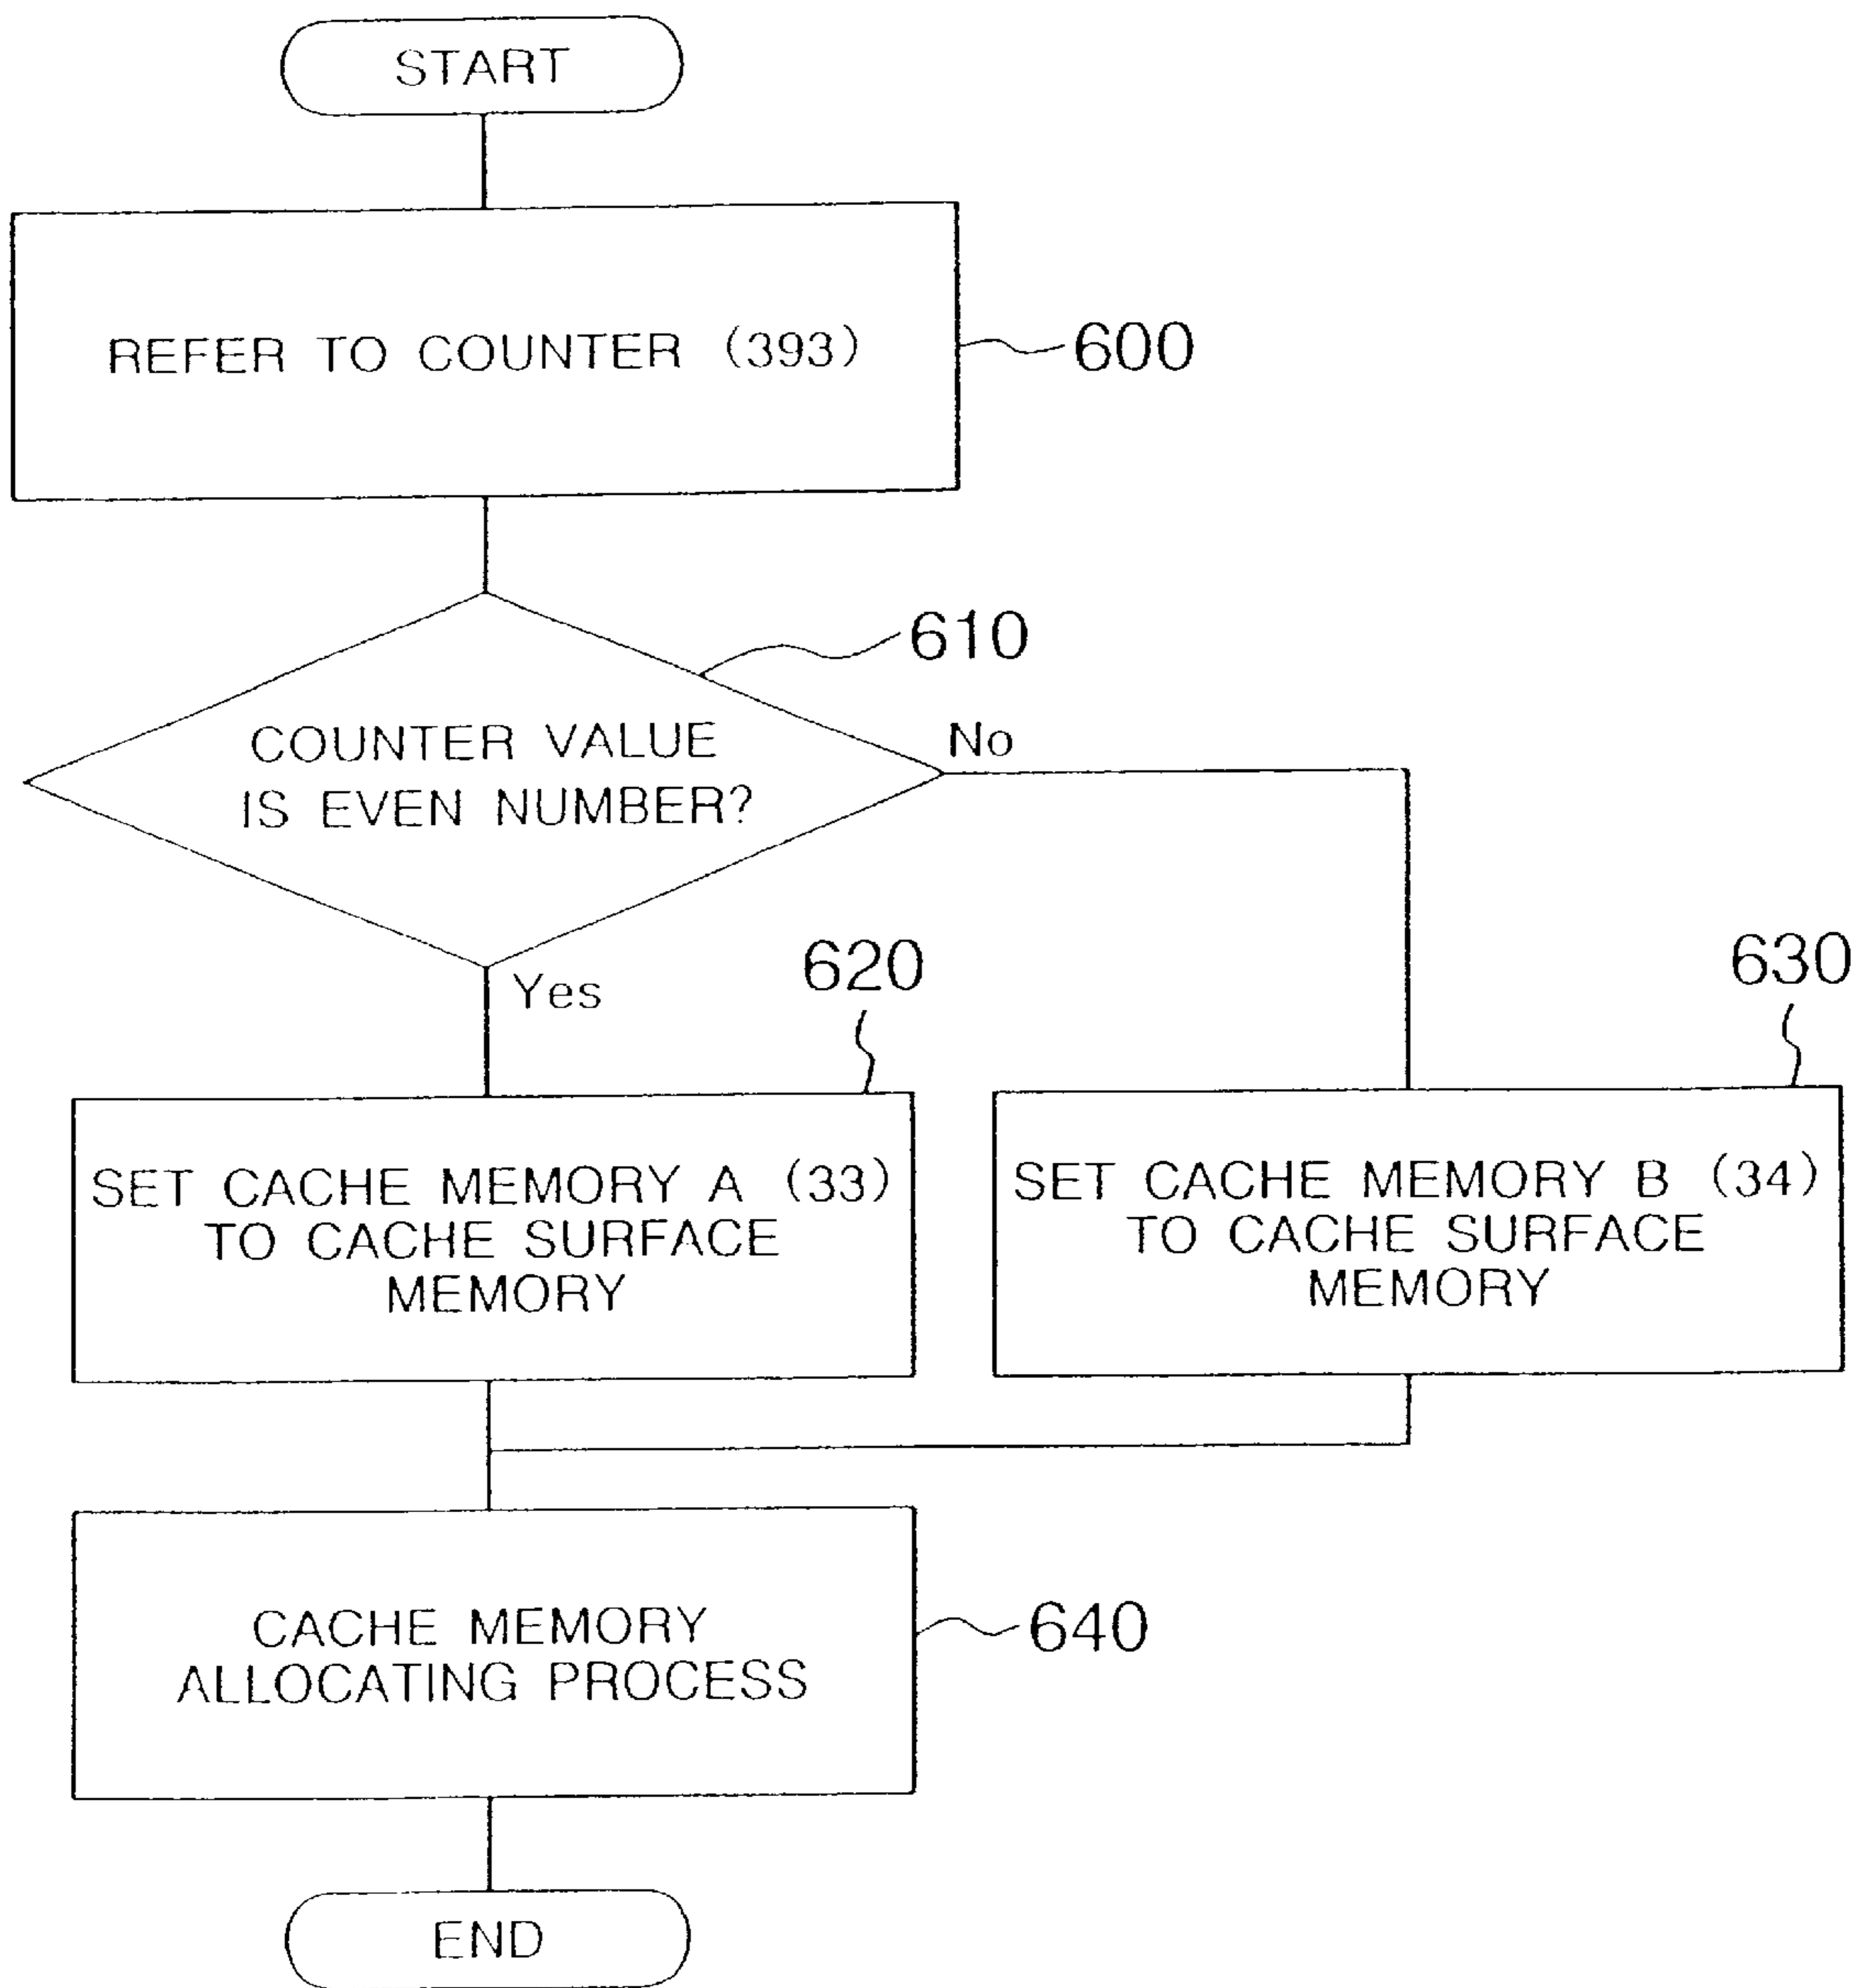 START
REFER TO COUNTER (393)
600
610
COUNTER VALUE
IS EVEN NUMBER?
No
Yes
620
630
SET CACHE MEMORY A (33)
TO CACHE SURFACE
MEMORY
SET CACHE MEMORY B (34)
TO CACHE SURFACE
MEMORY
CACHE MEMORY
ALLOCATING PROCESS
640
END